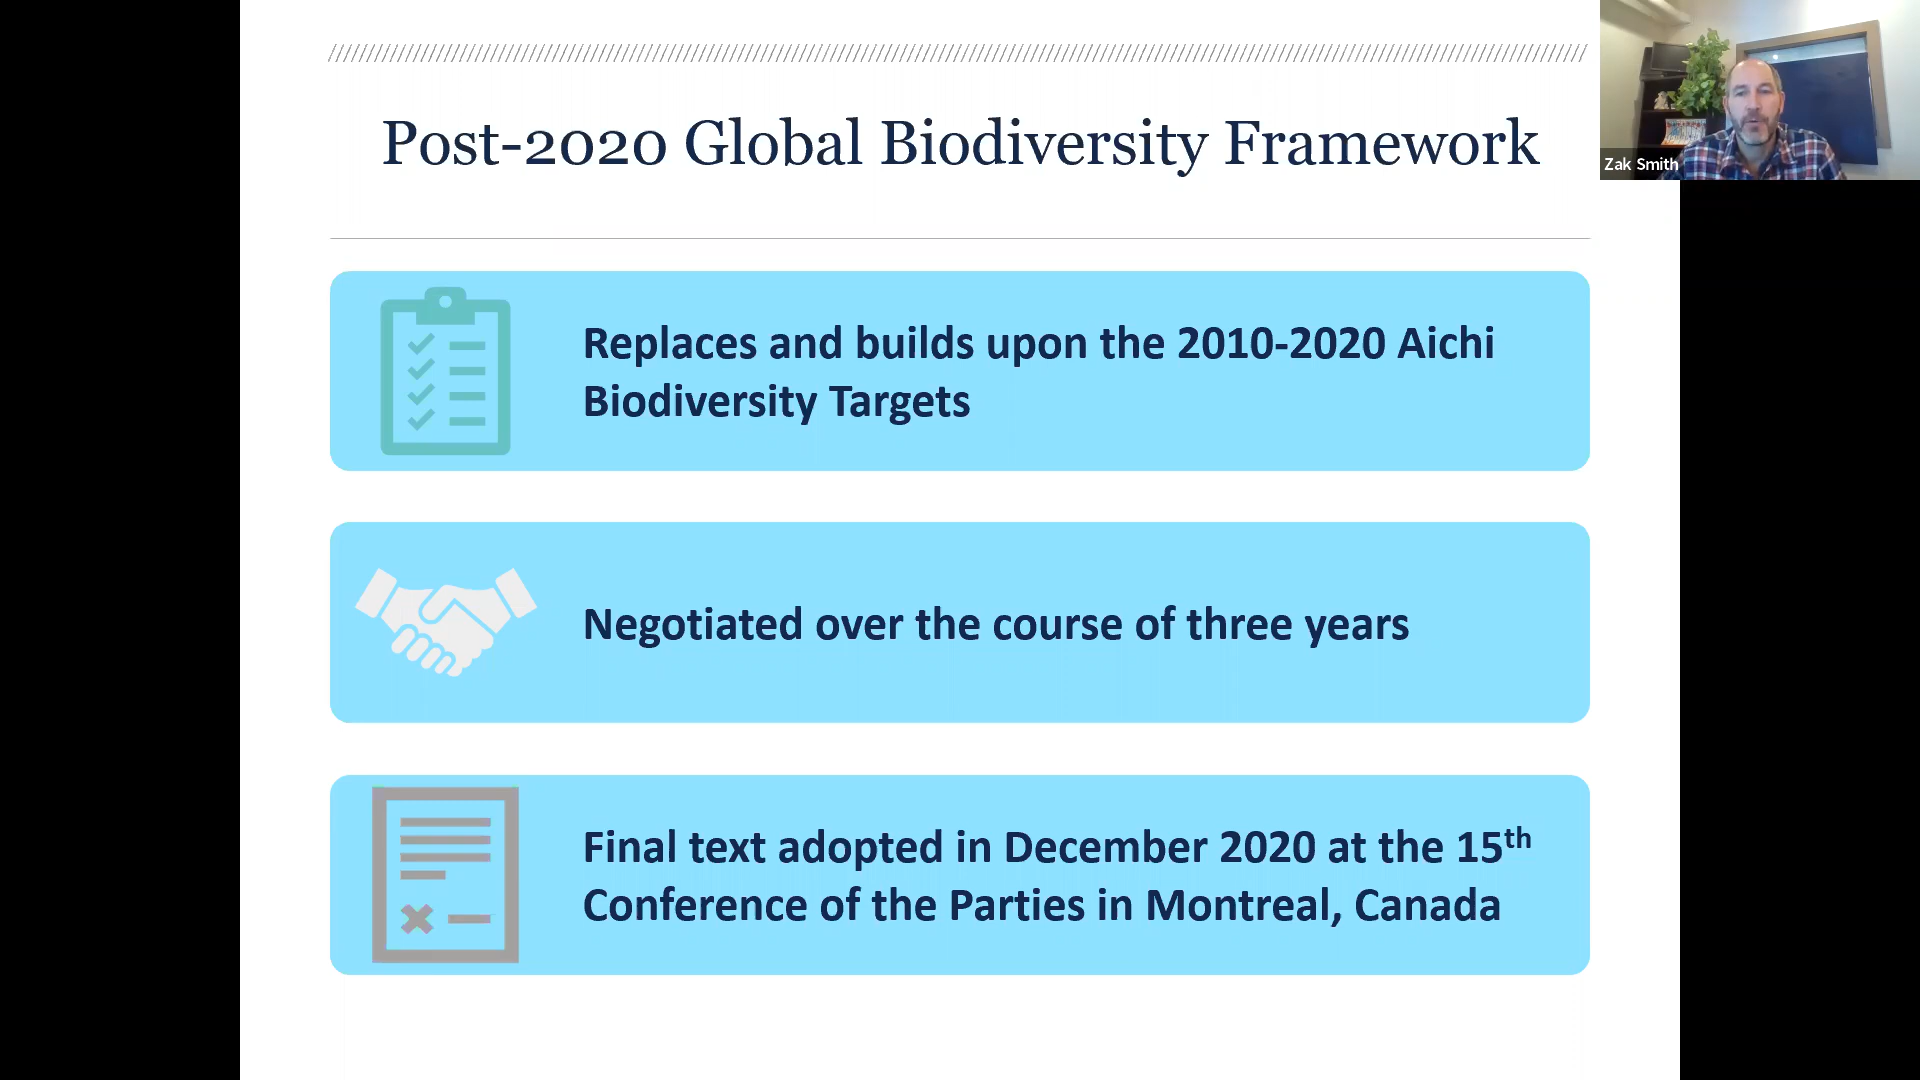 Post-2020 Global Biodiversity Framework
Zak Smith
Replaces and builds upon the 2010-2020 Aichi
Biodiversity Targets
Negotiated over the course of three years
Final text adopted in December 2020 at the 15th
Conference of the Parties in Montreal, Canada